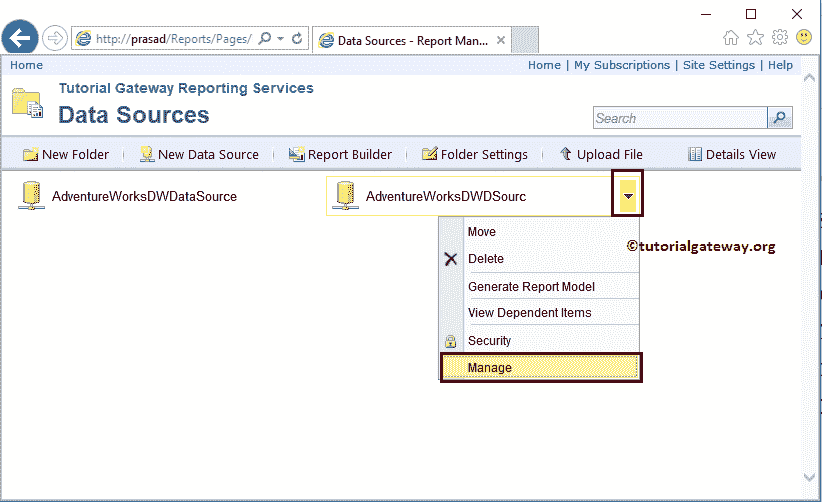 http://prasad/Reports/Pages/
Data Sources - Report Man...
Home
Home | My Subscriptions | Site Settings | Help
Tutorial Gateway Reporting Services
Data Sources
Search
New Folder New Data Source Report Builder Folder Settings Upload File Details View
AdventureWorksDWDataSource AdventureWorksDWDSourc
Move
©tutorialgateway.org
Delete
Generate Report Model
View Dependent Items
Security
Manage